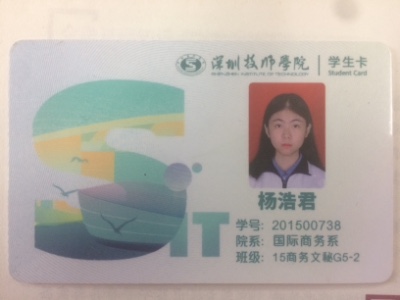 深圳技师学院 | 学生卡
SHENZHEN INSTITUTE OF TECHNOLOGY Student Card
SIT
杨浩君
学号: 201500738
院系: 国际商务系
班级: 15商务文秘G5-2